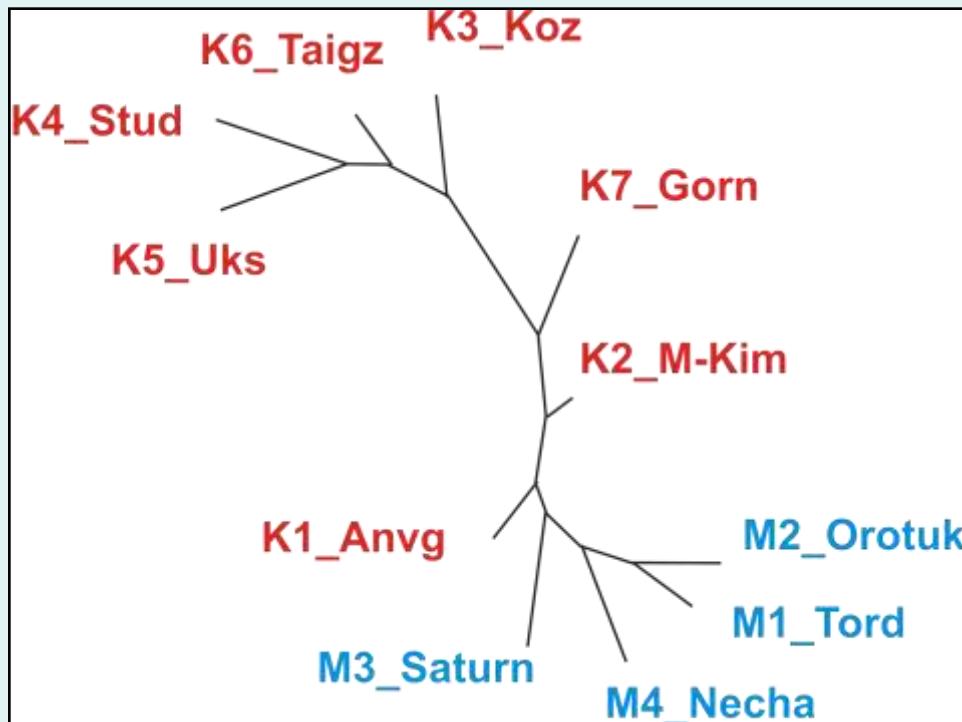 K3_Koz
K6_Taigz
K4_Stud
K7_Gorn
K5_Uks
K2_M-Kim
K1_Anvg
M2_Orotuk
M1_Tord
M3_Saturn
M4_Necha